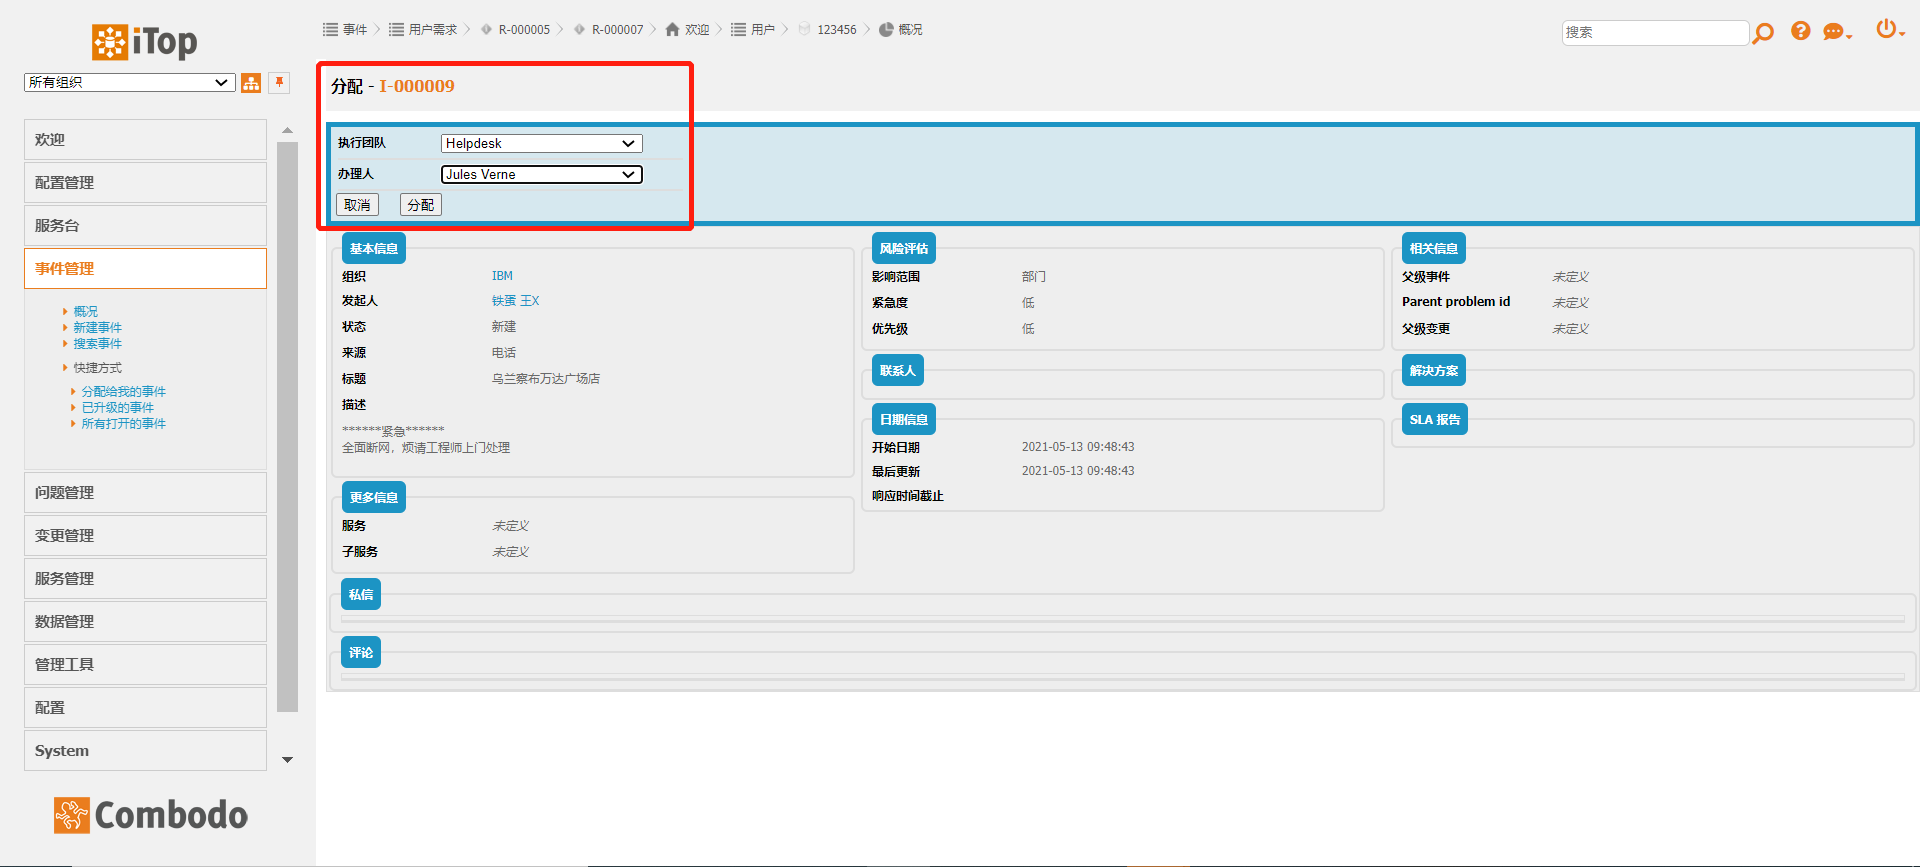 iTop
所有组织
欢迎
配置管理
服务台
事件管理
概况
新建事件
搜索事件
快捷方式
分配给我的事件
已升级的事件
所有打开的事件
问题管理
变更管理
服务管理
数据管理
管理工具
配置
System
Combodo
事件 用户需求 R-000005 R-000007 欢迎 用户 123456 概况
搜索
分配 - I-000009
执行团队 Helpdesk
办理人 Jules Verne
取消 分配
基本信息
组织 IBM
发起人 铁蛋 王X
状态 新建
来源 电话
标题 乌兰察布万达广场店
描述
******紧急******
全面断网，烦请工程师上门处理
更多信息
服务 未定义
子服务 未定义
风险评估
影响范围 部门
紧急度 低
优先级 低
联系人
日期信息
开始日期 2021-05-13 09:48:43
最后更新 2021-05-13 09:48:43
响应时间截止
相关信息
父级事件 未定义
Parent problem id 未定义
父级变更 未定义
解决方案
SLA 报告
私信
评论